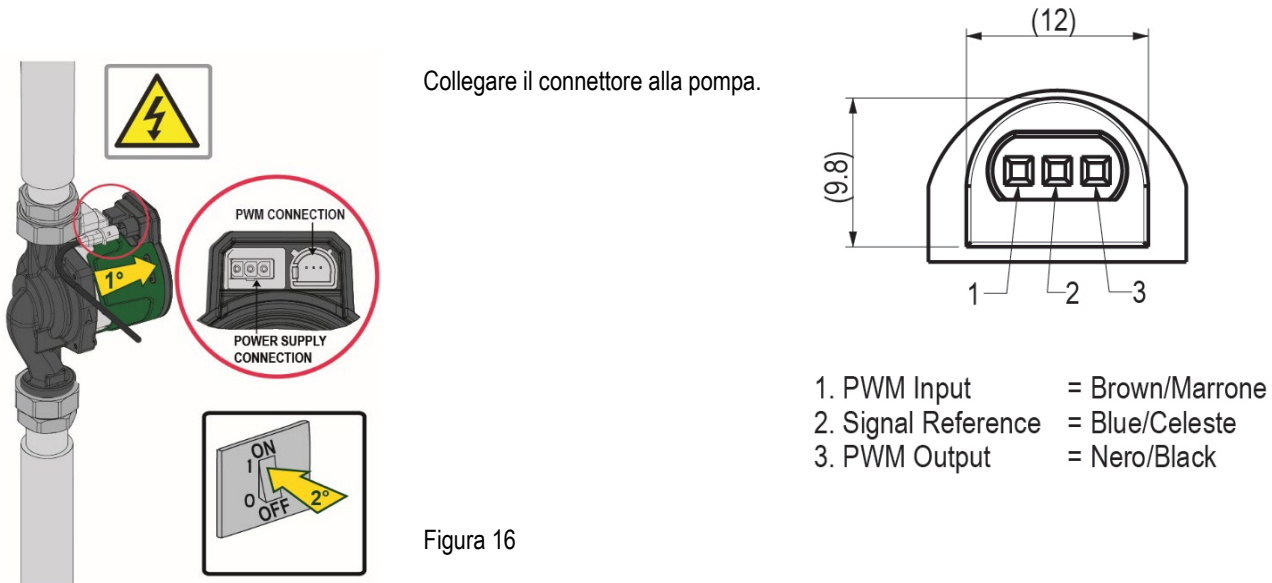 Collegare il connettore alla pompa.
PWM CONNECTION
1°
POWER SUPPLY
CONNECTION
ON
1
2°
0
OFF
Figura 16
(12)
(9.8)
1
2
3
1. PWM Input = Brown/Marrone
2. Signal Reference = Blue/Celeste
3. PWM Output = Nero/Black